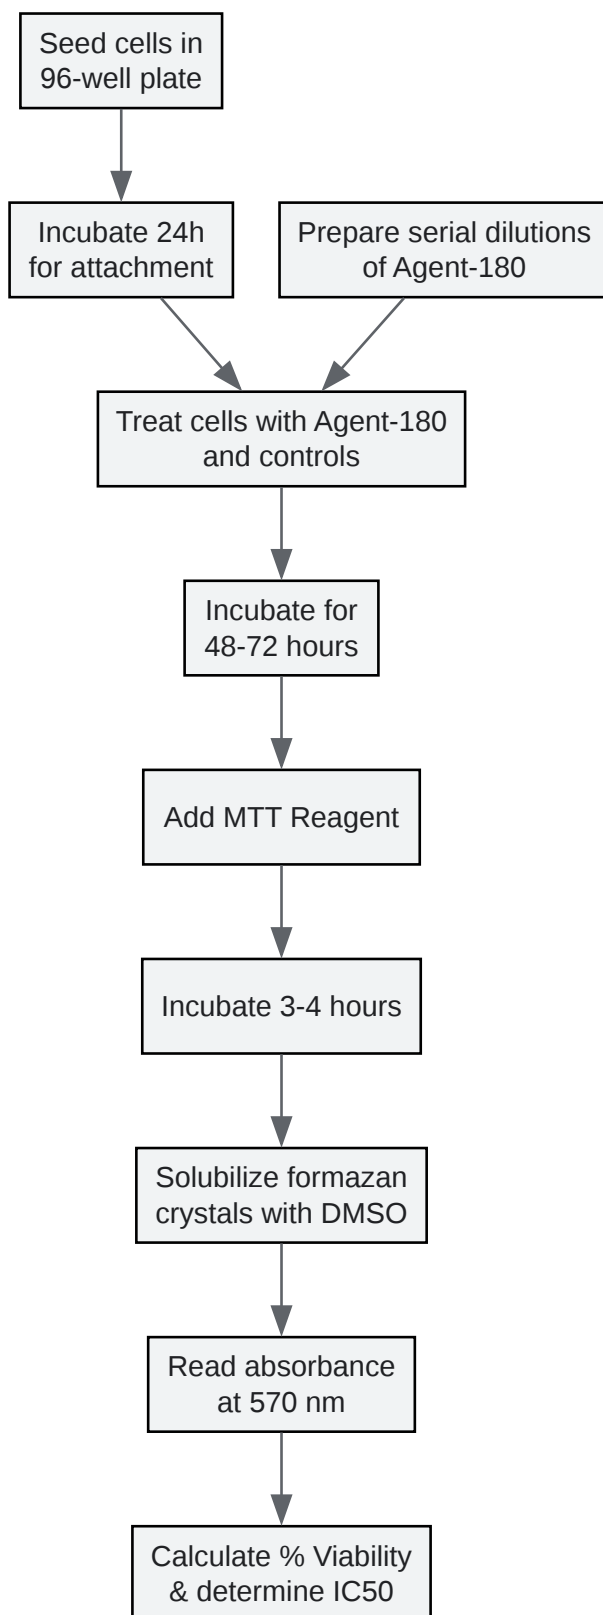 Seed cells in
96-well plate
Incubate 24h
for attachment
Prepare serial dilutions
of Agent-180
Treat cells with Agent-180
and controls
Incubate for
48-72 hours
Add MTT Reagent
Incubate 3-4 hours
Solubilize formazan
crystals with DMSO
Read absorbance
at 570 nm
Calculate % Viability
& determine IC50